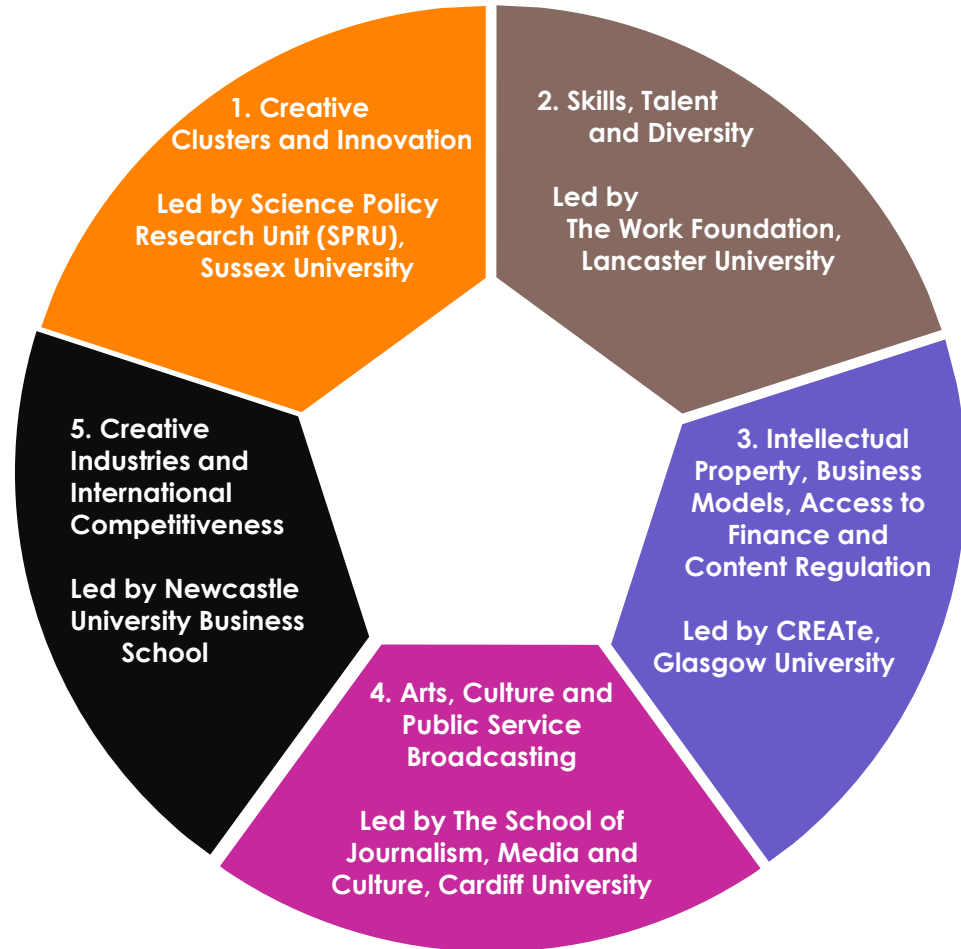 1. Creative
Clusters and Innovation
Led by Science Policy
Research Unit (SPRU),
Sussex University
2. Skills, Talent
and Diversity
Led by
The Work Foundation,
Lancaster University
3. Intellectual
Property, Business
Models, Access to
Finance and
Content Regulation
Led by CREATe,
Glasgow University
4. Arts, Culture and
Public Service
Broadcasting
Led by The School of
Journalism, Media and
Culture, Cardiff University
5. Creative
Industries and
International
Competitiveness
Led by Newcastle
University Business
School